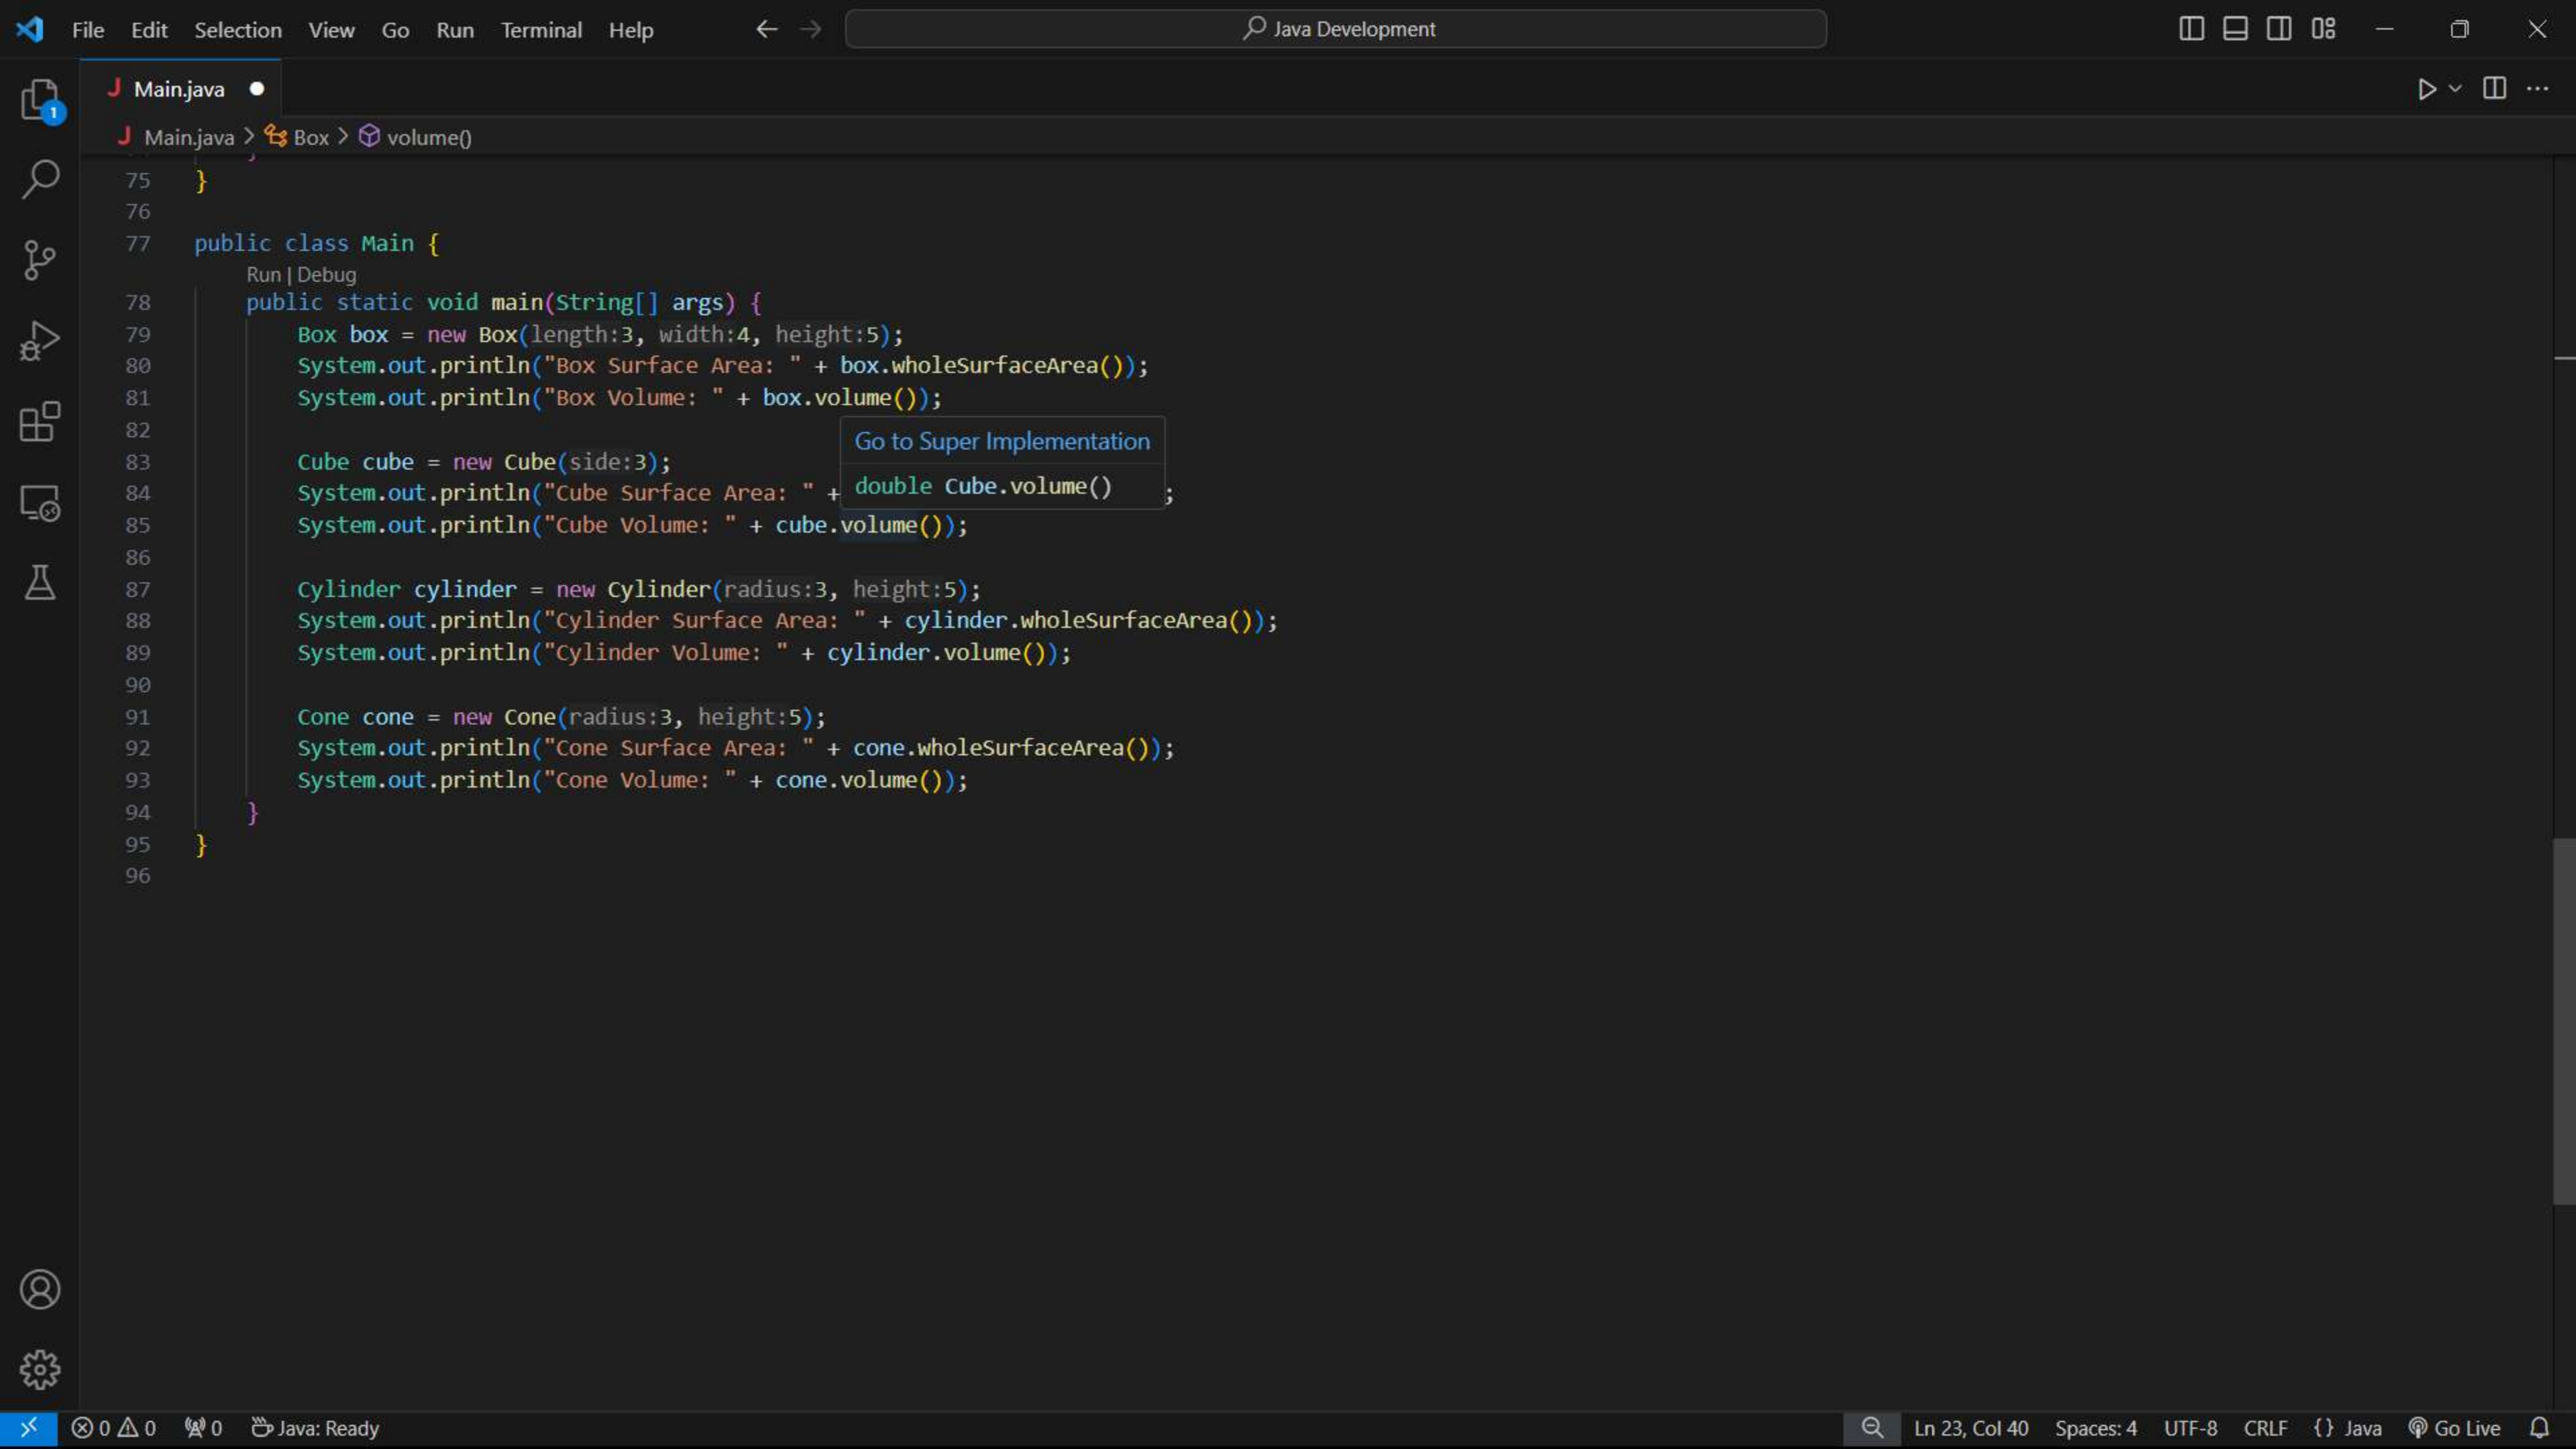 File Edit Selection View Go Run Terminal Help Java Development
1
J Main.java
J Main.java > Box > volume()
75 }
76
77 public class Main {
Run | Debug
78 public static void main(String[] args) {
79 Box box = new Box(length:3, width:4, height:5);
80 System.out.println("Box Surface Area: " + box.wholeSurfaceArea());
81 System.out.println("Box Volume: " + box.volume());
82
Go to Super Implementation
83 Cube cube = new Cube(side:3);
double Cube.volume()
84 System.out.println("Cube Surface Area: " + ;
85 System.out.println("Cube Volume: " + cube.volume());
86
87 Cylinder cylinder = new Cylinder(radius:3, height:5);
88 System.out.println("Cylinder Surface Area: " + cylinder.wholeSurfaceArea());
89 System.out.println("Cylinder Volume: " + cylinder.volume());
90
91 Cone cone = new Cone(radius:3, height:5);
92 System.out.println("Cone Surface Area: " + cone.wholeSurfaceArea());
93 System.out.println("Cone Volume: " + cone.volume());
94 }
95 }
96
0 0 0 Java: Ready Ln 23, Col 40 Spaces: 4 UTF-8 CRLF {} Java Go Live